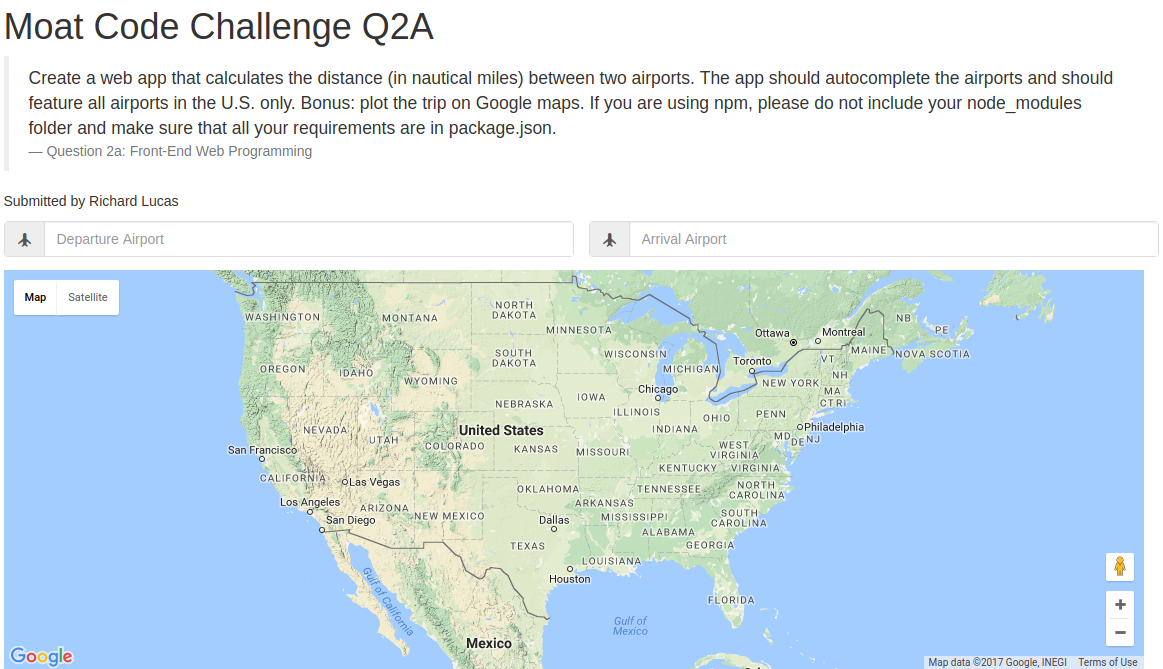 Moat Code Challenge Q2A
Create a web app that calculates the distance (in nautical miles) between two airports. The app should autocomplete the airports and should
feature all airports in the U.S. only. Bonus: plot the trip on Google maps. If you are using npm, please do not include your node_modules
folder and make sure that all your requirements are in package.json.
— Question 2a: Front-End Web Programming
Submitted by Richard Lucas
Departure Airport
Arrival Airport
Map
Satellite
WASHINGTON
MONTANA
NORTH
DAKOTA
MINNESOTA
Ottawa
Montreal
NB
PE
MAINE
NOVA SCOTIA
OREGON
IDAHO
SOUTH
DAKOTA
WISCONSIN
MICHIGAN
Toronto
VT
NH
WYOMING
NEW YORK
MA
CT
RI
Chicago
IOWA
NEBRASKA
ILLINOIS
INDIANA
OHIO
PENN
Philadelphia
MD
DE
NJ
NEVADA
UTAH
United States
COLORADO
KANSAS
MISSOURI
WEST
VIRGINIA
KENTUCKY
VIRGINIA
San Francisco
CALIFORNIA
Las Vegas
Los Angeles
ARIZONA
NEW MEXICO
San Diego
OKLAHOMA
ARKANSAS
TENNESSEE
NORTH
CAROLINA
Dallas
MISSISSIPPI
SOUTH
CAROLINA
ALABAMA
GEORGIA
TEXAS
LOUISIANA
Houston
FLORIDA
Gulf of California
Gulf of
Mexico
Mexico
+
−
Google
Map data ©2017 Google, INEGI
Terms of Use